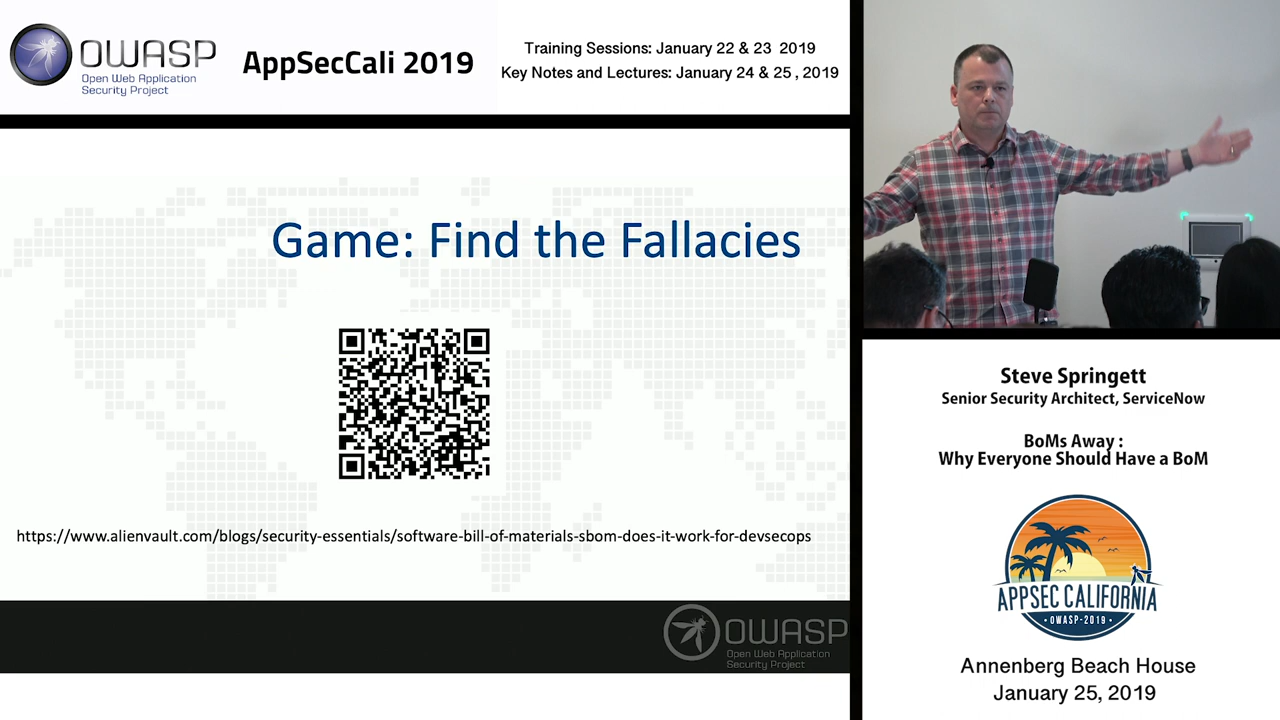 OWASP
Open Web Application
Security Project
AppSecCali 2019
Training Sessions: January 22 & 23 2019
Key Notes and Lectures: January 24 & 25 , 2019
Game: Find the Fallacies
https://www.alienvault.com/blogs/security-essentials/software-bill-of-materials-sbom-does-it-work-for-devsecops
OWASP
Open Web Application
Security Project
Steve Springett
Senior Security Architect, ServiceNow
BoMs Away :
Why Everyone Should Have a BoM
APPSEC CALIFORNIA
• OWASP-2019 •
Annenberg Beach House
January 25, 2019